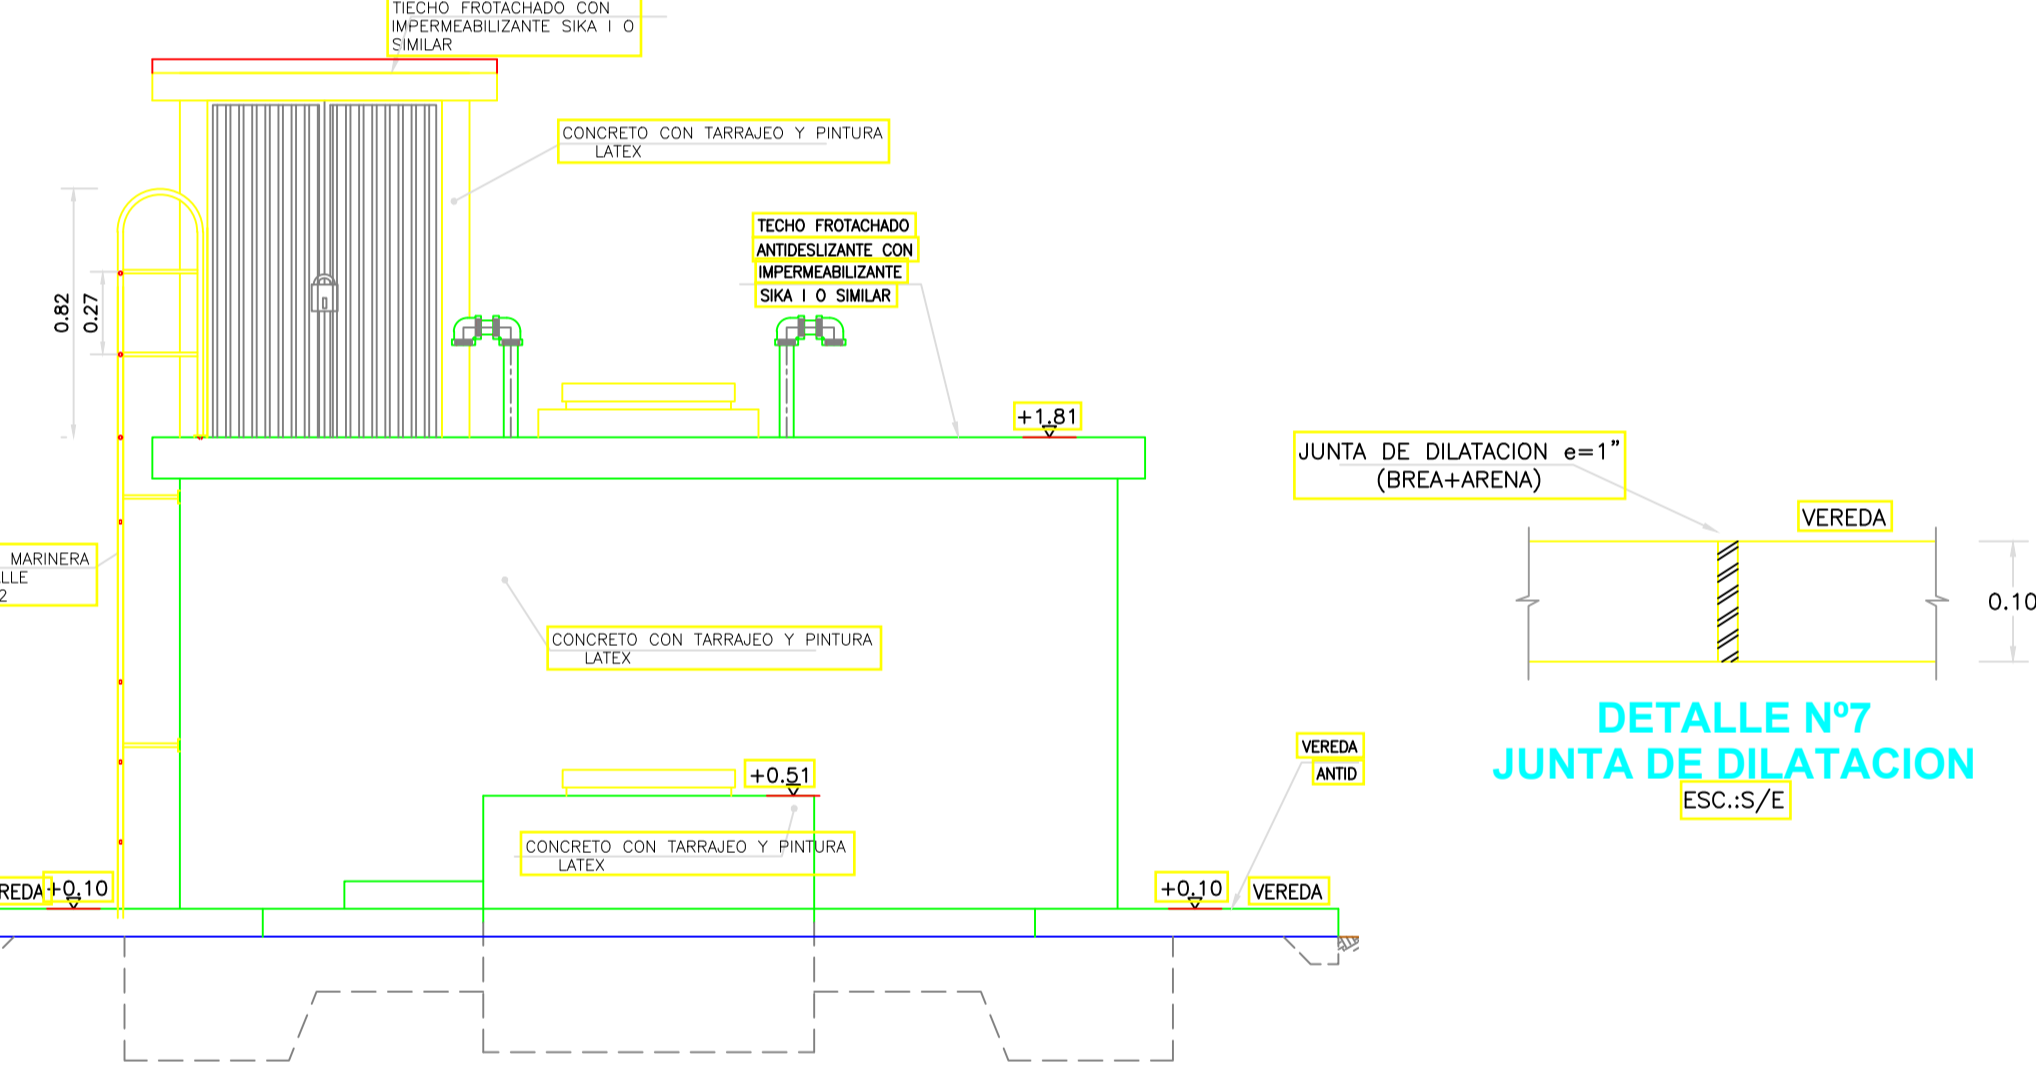 TIECHO FROTACHADO CON
IMPERMEABILIZANTE SIKA I O
SIMILAR
CONCRETO CON TARRAJEO Y PINTURA
LATEX
TECHO FROTACHADO
ANTIDESLIZANTE CON
IMPERMEABILIZANTE
SIKA I O SIMILAR
0.82
0.27
+1.81
JUNTA DE DILATACION e=1”
(BREA+ARENA)
VEREDA
0.10
MARINERA
LLE
2
CONCRETO CON TARRAJEO Y PINTURA
LATEX
DETALLE Nº7
JUNTA DE DILATACION
ESC.:S/E
VEREDA
ANTID
+0.51
CONCRETO CON TARRAJEO Y PINTURA
LATEX
REDA
+0.10
+0.10
VEREDA